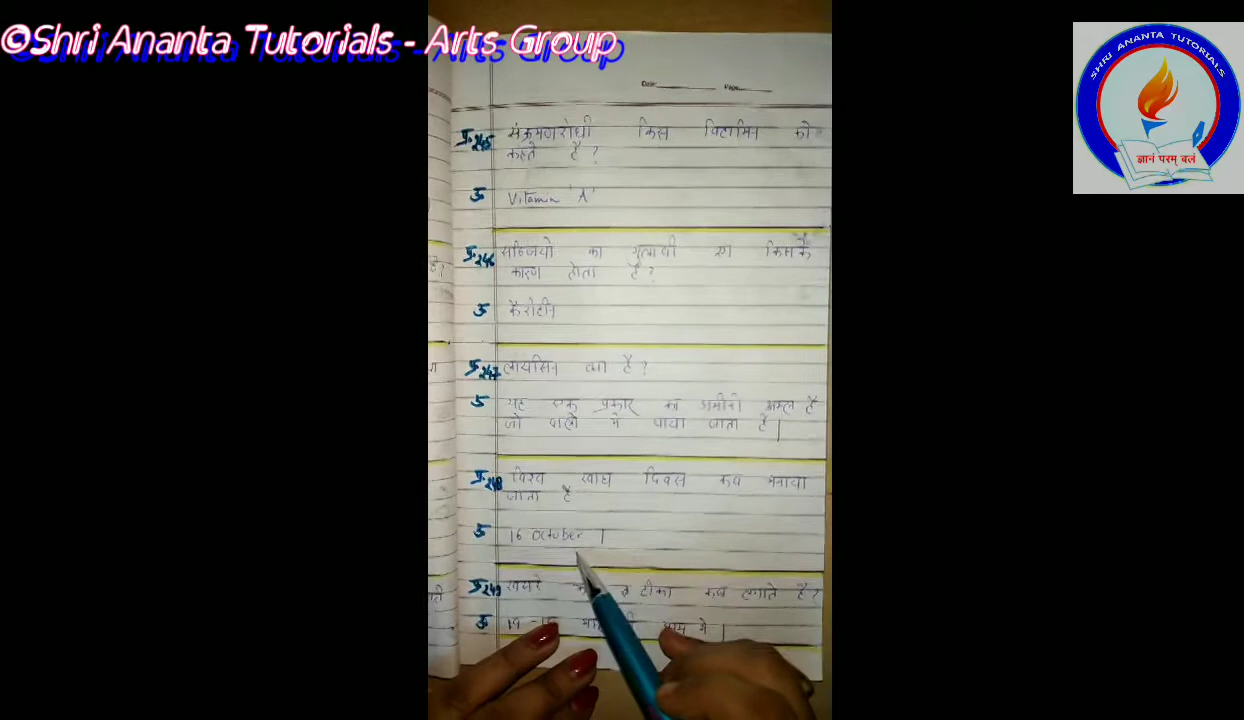 ©Shri Ananta Tutorials - Arts Group
SHRI ANANTA TUTORIALS
ज्ञानं परम् बलं
Date: Page:
प्र.245 संक्रमणरोधी किस विटामिन को
कहते है?
उ Vitamin 'A'
प्र.246 सब्जियो का गुलाबी रंग किसके
कारण होता है?
उ कैरोटीन
प्र.247 लायसिन क्या है?
उ यह एक प्रकार का अमीनो अम्ल है
जो दालो मे पाया जाता है।
प्र.248 विश्व खाद्य दिवस कब मनाया
जाता है
उ 16 October |
प्र.249 खसरे का टीका कब लगाते है?
उ मे |